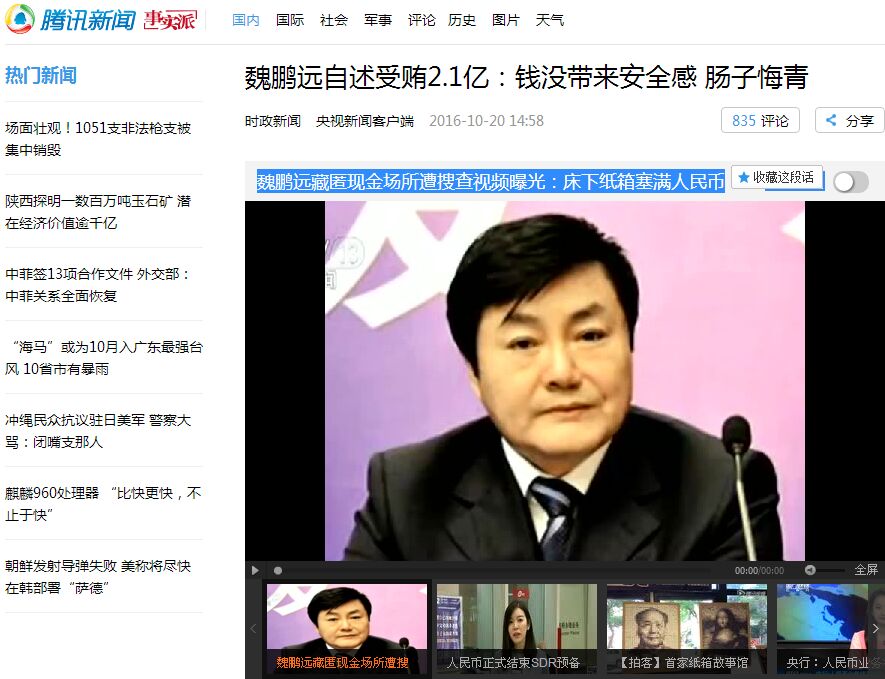 腾讯新闻 事实派
国内 国际 社会 军事 评论 历史 图片 天气
热门新闻
场面壮观！1051支非法枪支被
集中销毁
陕西探明一数百万吨玉石矿 潜
在经济价值逾千亿
中菲签13项合作文件 外交部：
中菲关系全面恢复
“海马”或为10月入广东最强台
风 10省市有暴雨
冲绳民众抗议驻日美军 警察大
骂：闭嘴支那人
麒麟960处理器 “比快更快，不
止于快”
朝鲜发射导弹失败 美称将尽快
在韩部署“萨德”
魏鹏远自述受贿2.1亿：钱没带来安全感 肠子悔青
时政新闻 央视新闻客户端 2016-10-20 14:58
835 评论
分享
魏鹏远藏匿现金场所遭搜查视频曝光：床下纸箱塞满人民币
收藏这段话
00:00/00:00
全屏
魏鹏远藏匿现金场所遭搜
人民币正式结束SDR预备
【拍客】首家纸箱故事馆
央行：人民币业